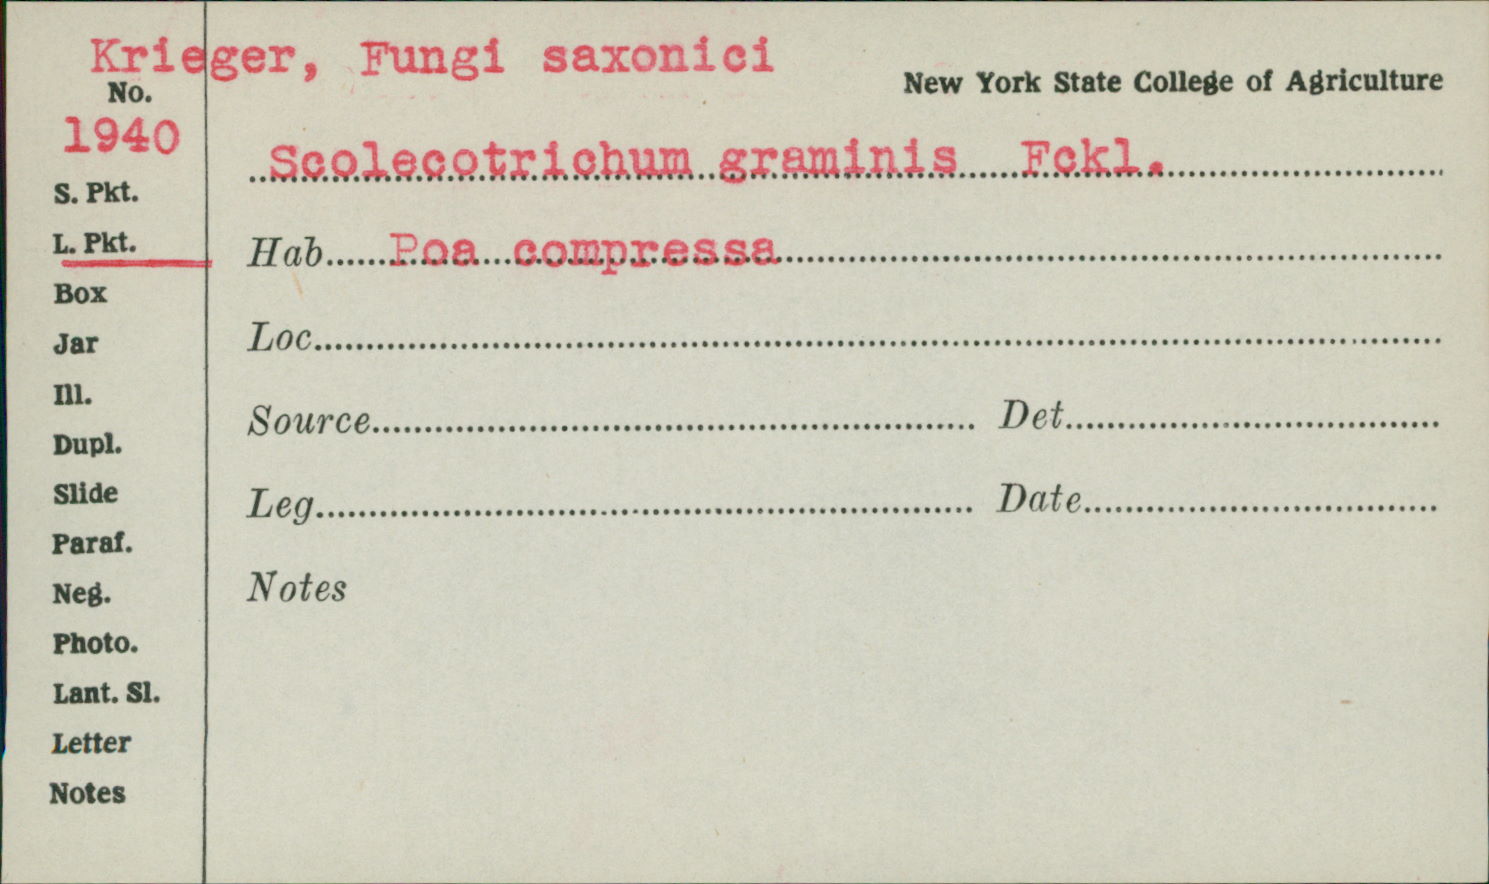 Krieger, Fungi saxonici
New York State College of Agriculture
No.
1940
Scolecotrichum graminis Fckl.
S. Pkt.
L. Pkt.
Hab. Poa compressa
Box
Jar
Loc.
Ill.
Source Det.
Dupl.
Slide
Leg. Date
Paraf.
Neg.
Notes
Photo.
Lant. Sl.
Letter
Notes